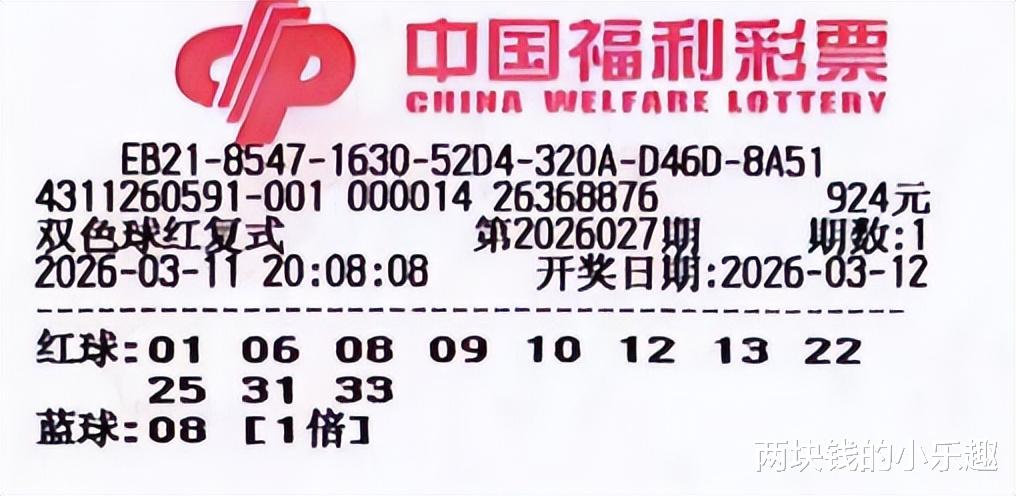 中国福利彩票
CHINA WELFARE LOTTERY
EB21-8547-1630-52D4-320A-D46D-8A51
4311260591-001 000014 26368876 924元
双色球红复式 第2026027期 期数:1
2026-03-11 20:08:08 开奖日期:2026-03-12
红球:01 06 08 09 10 12 13 22
25 31 33
蓝球:08 [1倍]
两块钱的小乐趣